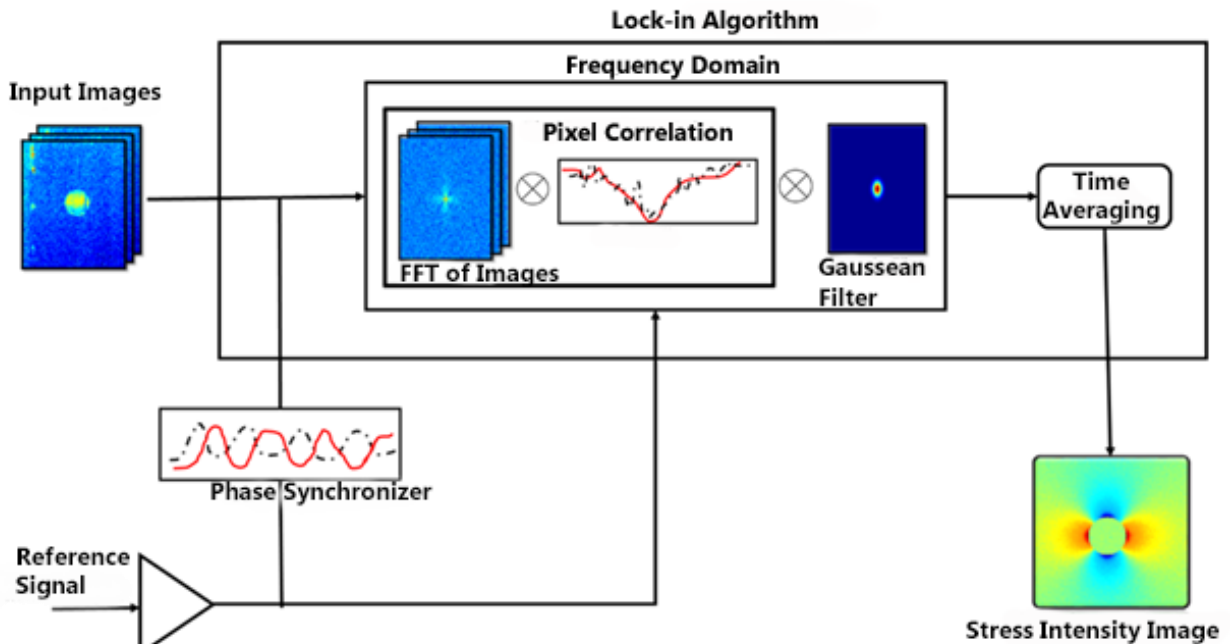 Lock-in Algorithm
Frequency Domain
Input Images
Pixel Correlation
FFT of Images
Gaussean
Filter
Time
Averaging
Phase Synchronizer
Reference
Signal
Stress Intensity Image